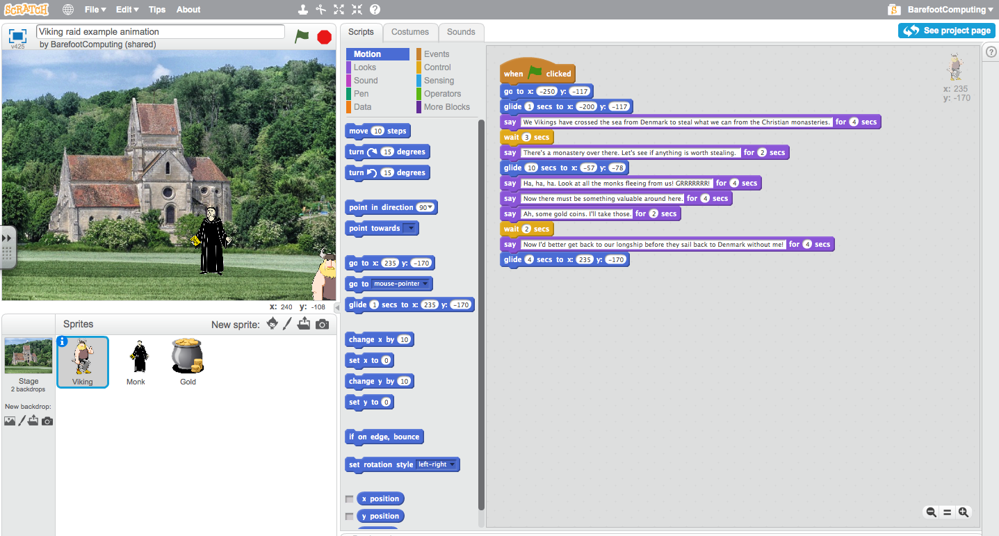 SCRATCH File Edit Tips About BarefootComputing
v425 Viking raid example animation
by BarefootComputing (shared)
Scripts Costumes Sounds See project page
Motion Events
Looks Control
Sound Sensing
Pen Operators
Data More Blocks
move 10 steps
turn 15 degrees
turn 15 degrees
point in direction 90
point towards
go to x: 235 y: -170
go to mouse-pointer
glide 1 secs to x: 235 y: -170
change x by 10
set x to 0
change y by 10
set y to 0
if on edge, bounce
set rotation style left-right
x position
y position
when clicked
go to x: -250 y: -117
glide 1 secs to x: -200 y: -117
say We Vikings have crossed the sea from Denmark to steal what we can from the Christian monasteries. for 4 secs
wait 3 secs
say There's a monastery over there. Let's see if anything is worth stealing. for 2 secs
glide 10 secs to x: -57 y: -78
say Ha, ha, ha. Look at all the monks fleeing from us! GRRRRRRR! for 4 secs
say Now there must be something valuable around here. for 4 secs
say Ah, some gold coins. I'll take those. for 2 secs
wait 2 secs
say Now I'd better get back to our longship before they sail back to Denmark without me! for 4 secs
glide 4 secs to x: 235 y: -170
x: 235
y: -170
x: 240 y: -108
Sprites New sprite:
Stage
2 backdrops
New backdrop:
Viking Monk Gold